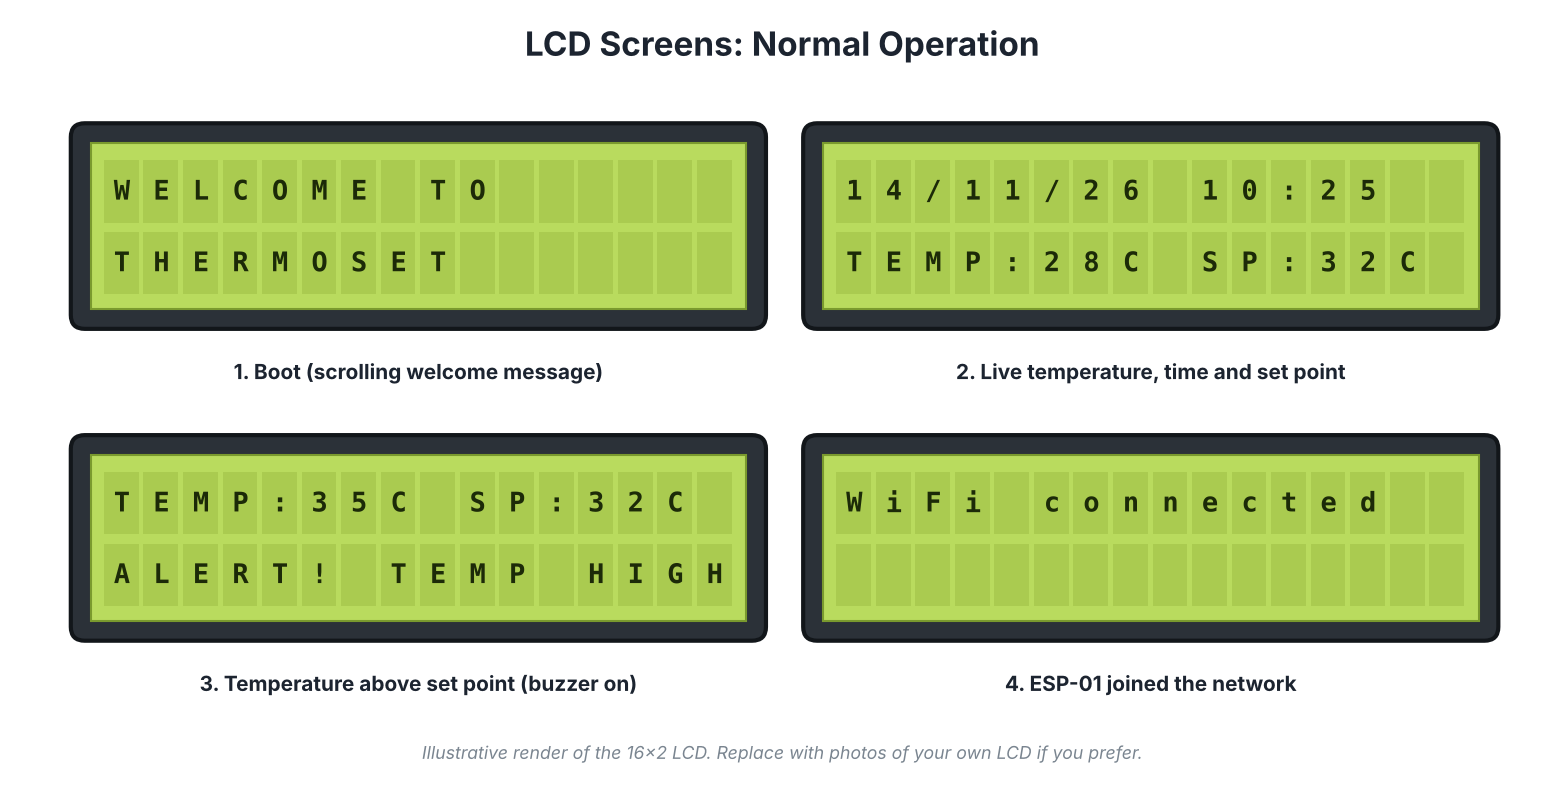 LCD Screens: Normal Operation
WELCOME TO
THERMOSET
1. Boot (scrolling welcome message)
14/11/26 10:25
TEMP:28C SP:32C
2. Live temperature, time and set point
TEMP:35C SP:32C
ALERT! TEMP HIGH
3. Temperature above set point (buzzer on)
WiFi connected
4. ESP-01 joined the network
Illustrative render of the 16×2 LCD. Replace with photos of your own LCD if you prefer.